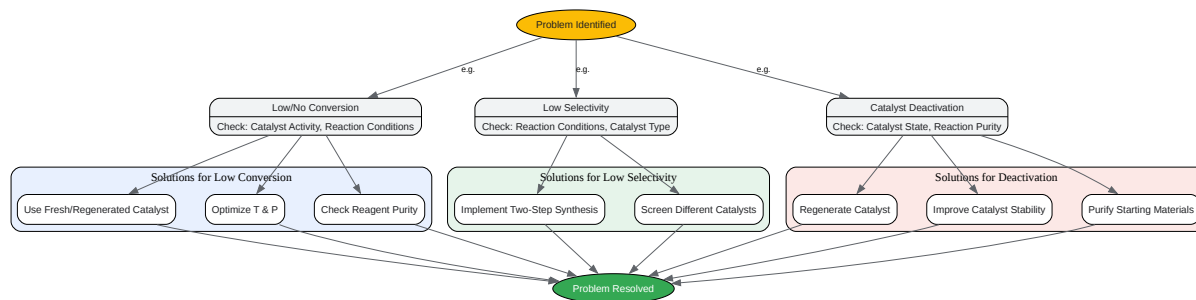 Problem Identified
e.g.
e.g.
e.g.
Low/No Conversion
Check: Catalyst Activity, Reaction Conditions
Low Selectivity
Check: Reaction Conditions, Catalyst Type
Catalyst Deactivation
Check: Catalyst State, Reaction Purity
Solutions for Low Conversion
Use Fresh/Regenerated Catalyst
Optimize T & P
Check Reagent Purity
Solutions for Low Selectivity
Implement Two-Step Synthesis
Screen Different Catalysts
Solutions for Deactivation
Regenerate Catalyst
Improve Catalyst Stability
Purify Starting Materials
Problem Resolved